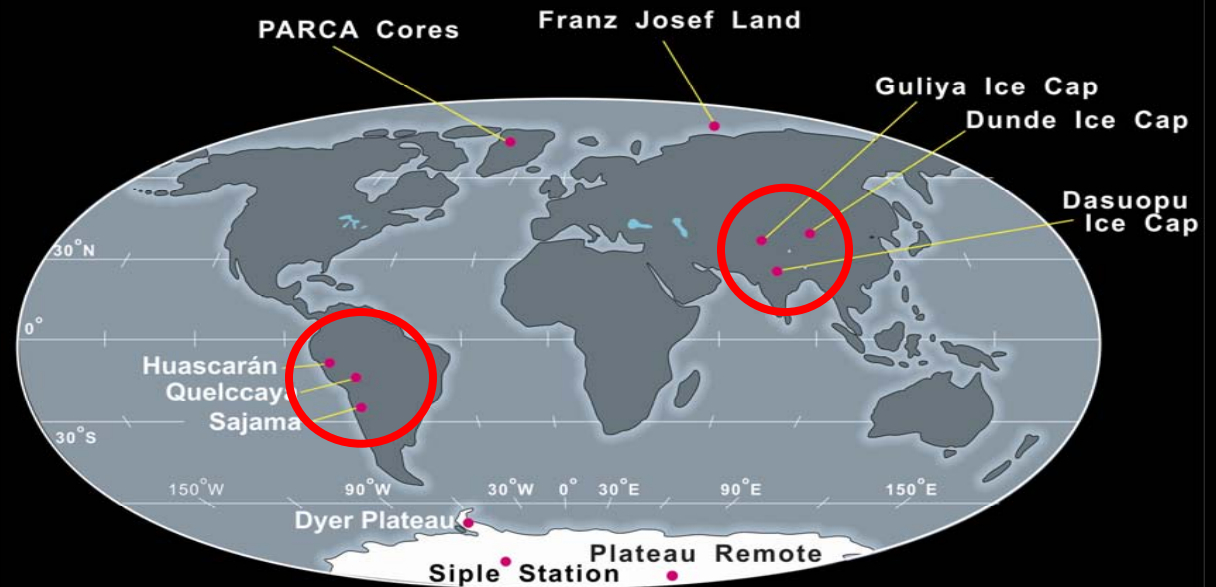 Franz Josef Land
PARCA Cores
Guliya Ice Cap
Dunde Ice Cap
Dasuopu
Ice Cap
30°N
0°
Huascarán
Quelccaya
Sajama
30°S
150°W 90°W 30°W 0° 30°E 90°E 150°E
Dyer Plateau
Plateau Remote
Siple Station